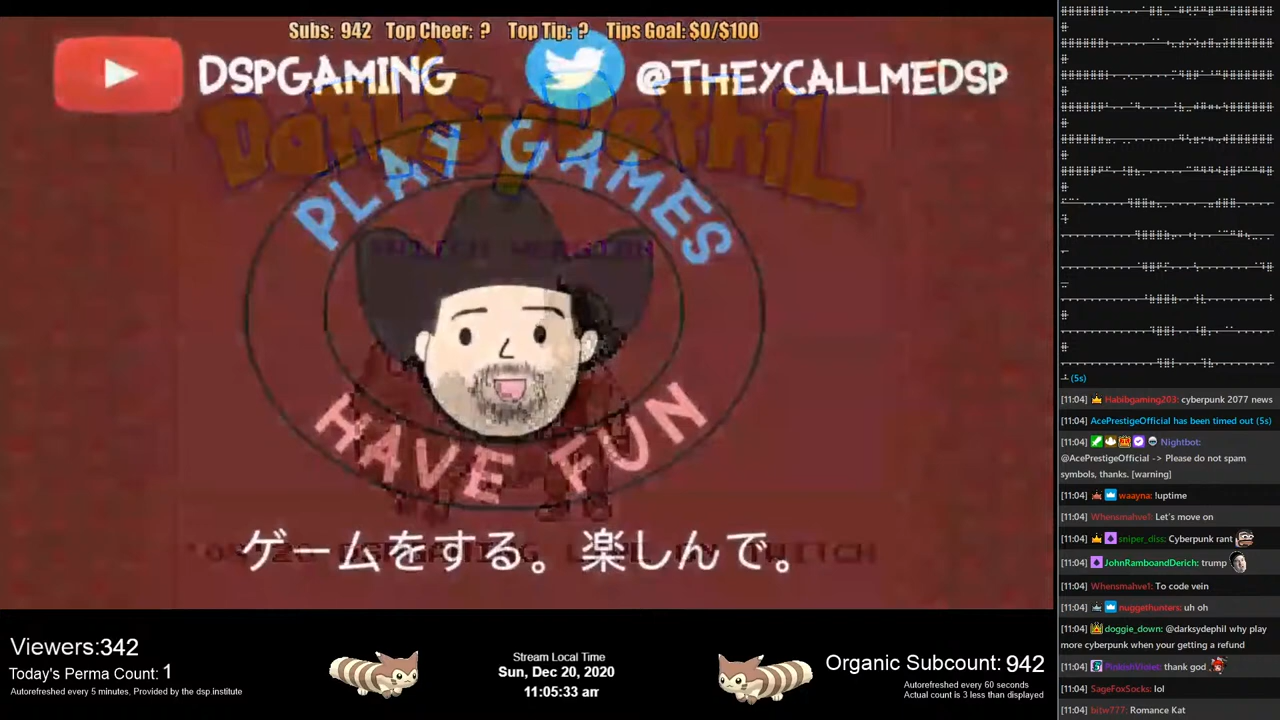 Subs: 942 Top Cheer: ? Top Tip: ? Tips Goal: $0/$100
DSPGAMING
@THEYCALLMEDSP
DarkSydePhil
PLAY GAMES
HAVE FUN
ゲームをする。楽しんで。
Viewers:342
Today's Perma Count: 1
Autorefreshed every 5 minutes, Provided by the dsp.institute
Stream Local Time
Sun, Dec 20, 2020
11:05:33 am
Organic Subcount: 942
Autorefreshed every 60 seconds
Actual count is 3 less than displayed
(5s)
[11:04] Habibgaming203: cyberpunk 2077 news
[11:04] AcePrestigeOfficial has been timed out (5s)
[11:04] Nightbot:
@AcePrestigeOfficial -> Please do not spam
symbols, thanks. [warning]
[11:04] waayna: !uptime
[11:04] Whensmahve1: Let's move on
[11:04] sniper_diss: Cyberpunk rant
[11:04] JohnRamboandDerich: trump
[11:04] Whensmahve1: To code vein
[11:04] nuggethunters: uh oh
[11:04] doggie_down: @darksydephil why play
more cyberpunk when your getting a refund
[11:04] PinkishViolet: thank god
[11:04] SageFoxSocks: lol
[11:04] bitw777: Romance Kat